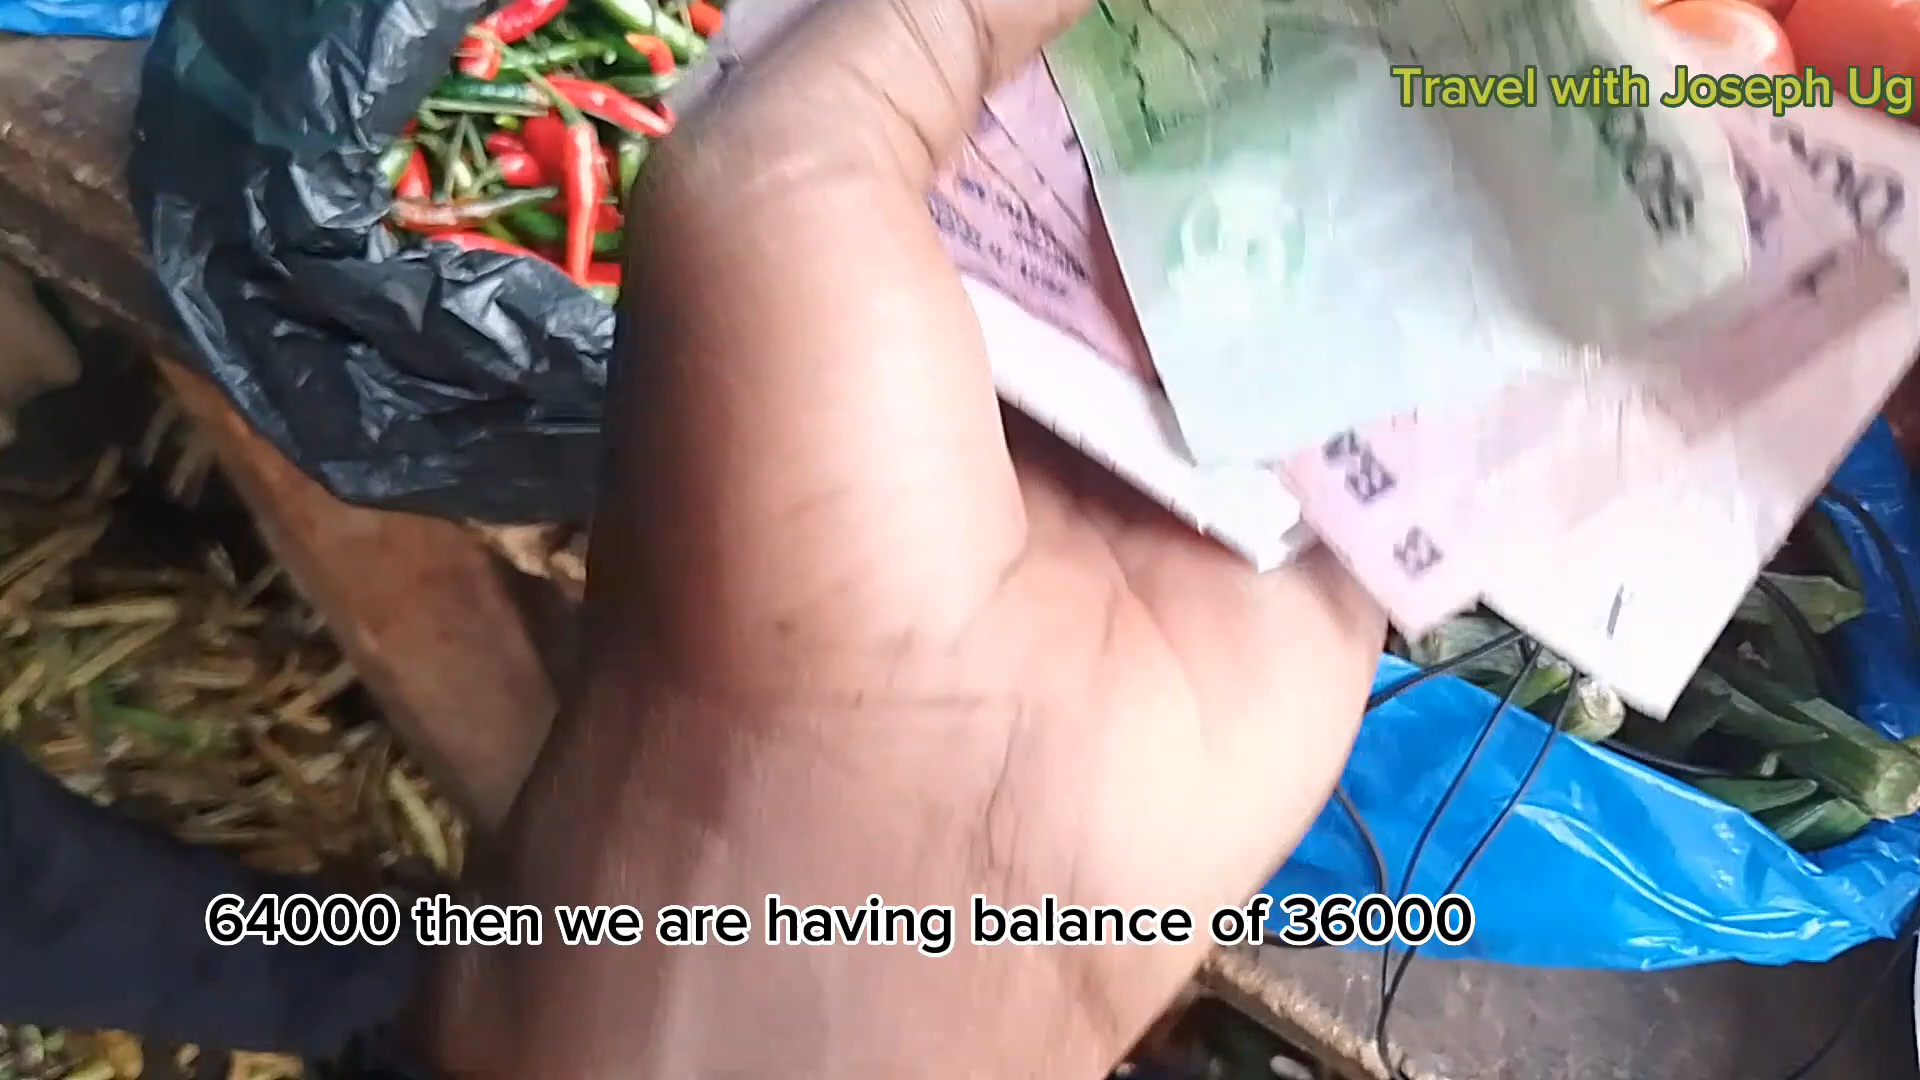 Travel with Joseph Ug
64000 then we are having balance of 36000